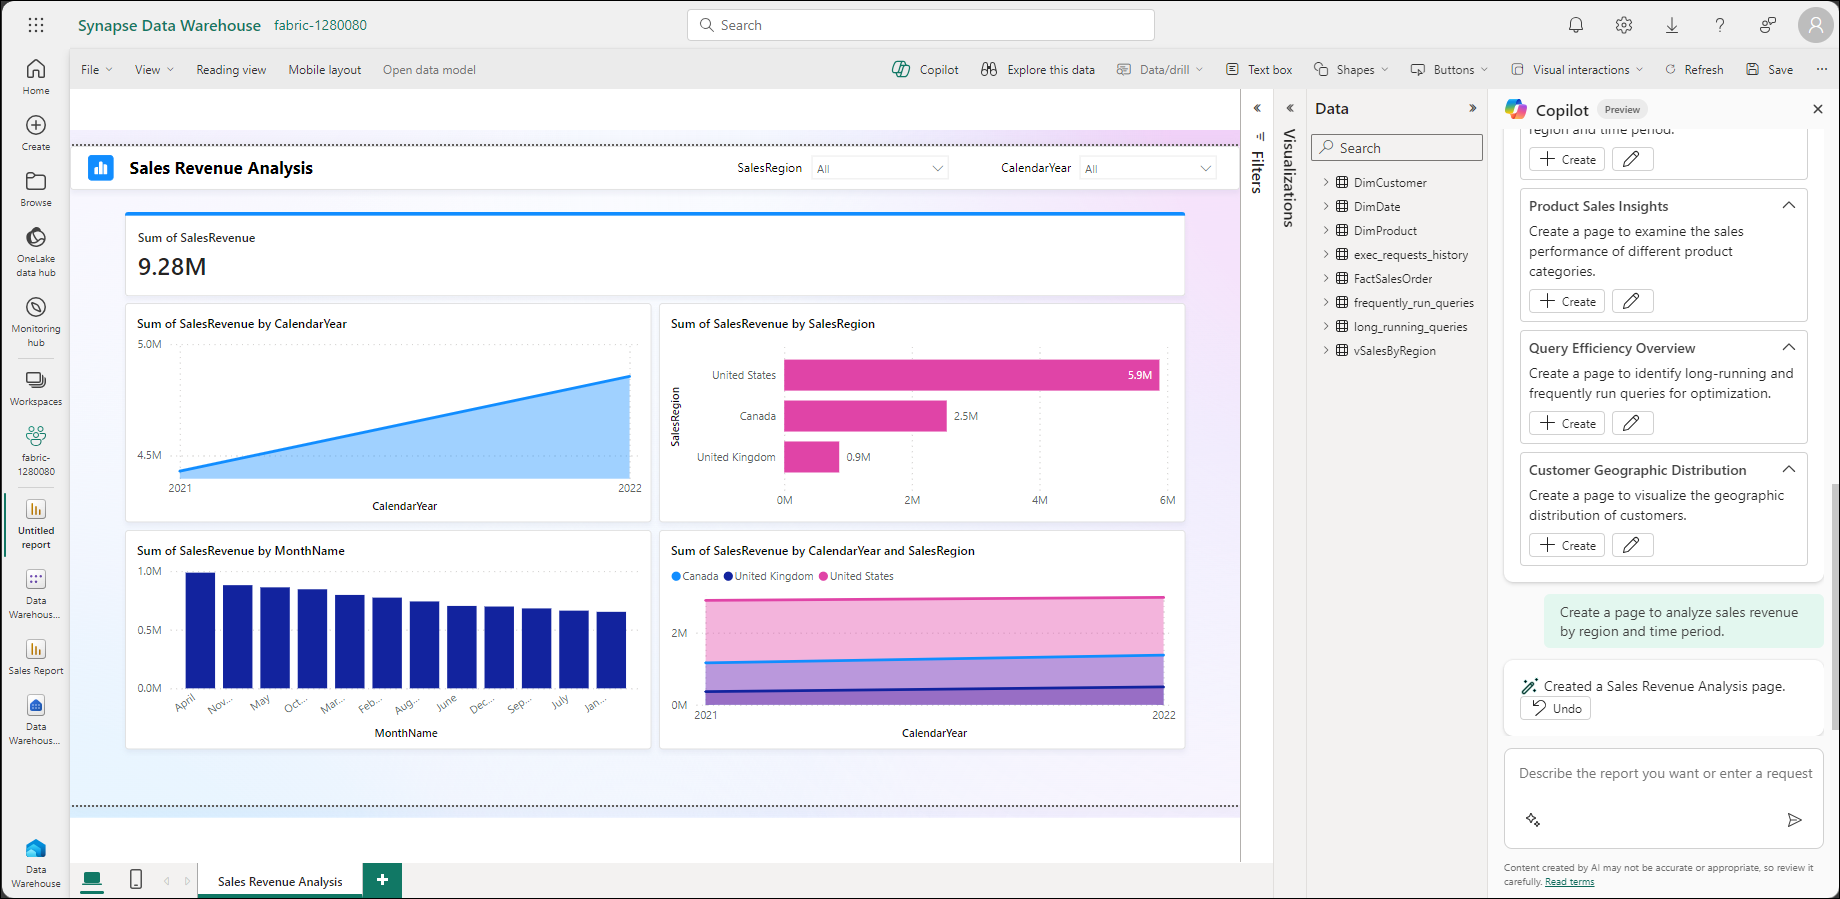 Synapse Data Warehouse fabric-1280080
Search
File View Reading view Mobile layout Open data model
Copilot Explore this data Data/drill Text box Shapes Buttons Visual interactions Refresh Save ...
Home
Create
Browse
OneLake
data hub
Monitoring
hub
Workspaces
fabric-
1280080
Untitled
report
Data
Warehous...
Sales Report
Data
Warehous...
Data
Warehouse
Sales Revenue Analysis
SalesRegion All
CalendarYear All
Sum of SalesRevenue
9.28M
Sum of SalesRevenue by CalendarYear
5.0M
4.5M
2021 2022
CalendarYear
Sum of SalesRevenue by SalesRegion
SalesRegion
United States 5.9M
Canada 2.5M
United Kingdom 0.9M
0M 2M 4M 6M
Sum of SalesRevenue by MonthName
1.0M
0.5M
0.0M
April Nov... May Oct... Mar... Feb... Aug... June Dec... Sep... July Jan...
MonthName
Sum of SalesRevenue by CalendarYear and SalesRegion
Canada United Kingdom United States
2M
0M
2021 2022
CalendarYear
Sales Revenue Analysis +
Filters
Visualizations
Data
Search
DimCustomer
DimDate
DimProduct
exec_requests_history
FactSalesOrder
frequently_run_queries
long_running_queries
vSalesByRegion
Copilot Preview
region and time period.
Create
Product Sales Insights
Create a page to examine the sales
performance of different product
categories.
Create
Query Efficiency Overview
Create a page to identify long-running and
frequently run queries for optimization.
Create
Customer Geographic Distribution
Create a page to visualize the geographic
distribution of customers.
Create
Create a page to analyze sales revenue
by region and time period.
Created a Sales Revenue Analysis page.
Undo
Describe the report you want or enter a request
Content created by AI may not be accurate or appropriate, so review it
carefully. Read terms